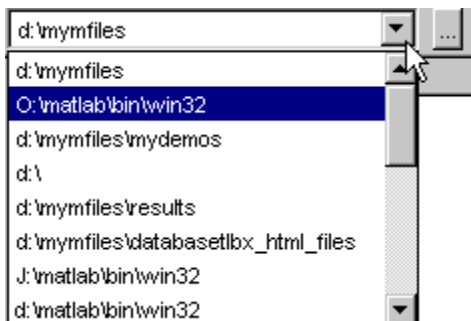 d:\mymfiles
...
d:\mymfiles
O:\matlab\bin\win32
d:\mymfiles\mydemos
d:\
d:\mymfiles\results
d:\mymfiles\databasetlbx_html_files
J:\matlab\bin\win32
d:\matlab\bin\win32